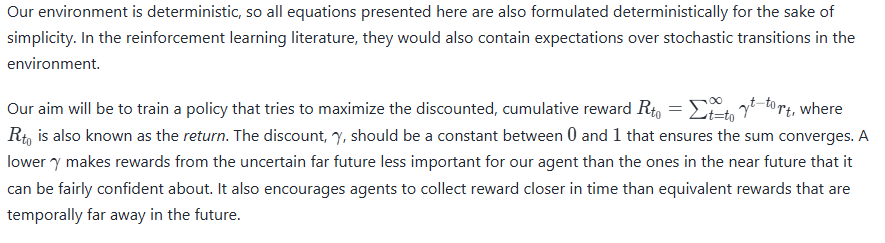 Our environment is deterministic, so all equations presented here are also formulated deterministically for the sake of
simplicity. In the reinforcement learning literature, they would also contain expectations over stochastic transitions in the
environment.
Our aim will be to train a policy that tries to maximize the discounted, cumulative reward $R_{t_0} = \sum_{t=t_0}^{\infty} \gamma^{t-t_0} r_t$, where
$R_{t_0}$ is also known as the return. The discount, $\gamma$, should be a constant between $0$ and $1$ that ensures the sum converges. A
lower $\gamma$ makes rewards from the uncertain far future less important for our agent than the ones in the near future that it
can be fairly confident about. It also encourages agents to collect reward closer in time than equivalent rewards that are
temporally far away in the future.